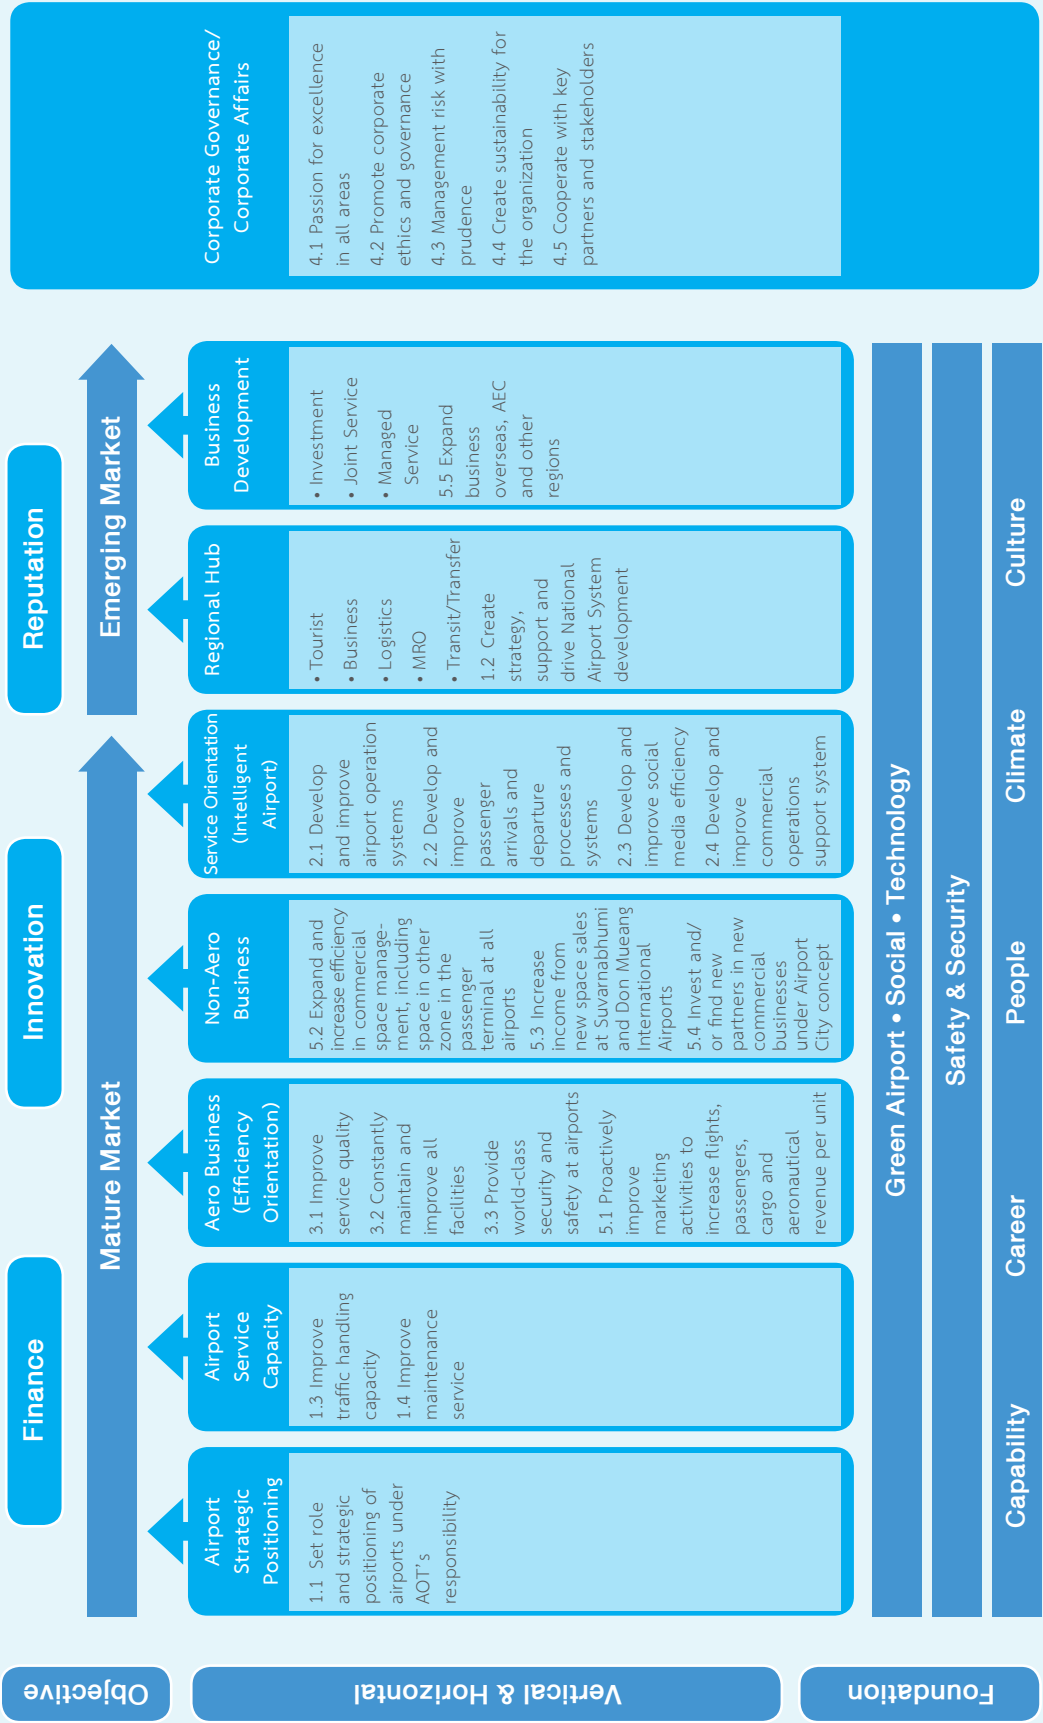 Objective
Finance
Innovation
Reputation
Mature Market
Emerging Market
Vertical & Horizontal
Airport
Strategic
Positioning
1.1 Set role
and strategic
positioning of
airports under
AOT's
responsibility
Airport
Service
Capacity
1.3 Improve
traffic handling
capacity
1.4 Improve
maintenance
service
Aero Business
(Efficiency
Orientation)
3.1 Improve
service quality
3.2 Constantly
maintain and
improve all
facilities
3.3 Provide
world-class
security and
safety at airports
5.1 Proactively
improve
marketing
activities to
increase flights,
passengers,
cargo and
aeronautical
revenue per unit
Non-Aero
Business
5.2 Expand and
increase efficiency
in commercial
space manage-
ment, including
space in other
zone in the
passenger
terminal at all
airports
5.3 Increase
income from
new space sales
at Suvarnabhumi
and Don Mueang
International
Airports
5.4 Invest and/
or find new
partners in new
commercial
businesses
under Airport
City concept
Service Orientation
(Intelligent
Airport)
2.1 Develop
and improve
airport operation
systems
2.2 Develop and
improve
passenger
arrivals and
departure
processes and
systems
2.3 Develop and
improve social
media efficiency
2.4 Develop and
improve
commercial
operations
support system
Regional Hub
• Tourist
• Business
• Logistics
• MRO
• Transit/Transfer
1.2 Create
strategy,
support and
drive National
Airport System
development
Business
Development
• Investment
• Joint Service
• Managed
Service
5.5 Expand
business
overseas, AEC
and other
regions
Corporate Governance/
Corporate Affairs
4.1 Passion for excellence
in all areas
4.2 Promote corporate
ethics and governance
4.3 Management risk with
prudence
4.4 Create sustainability for
the organization
4.5 Cooperate with key
partners and stakeholders
Foundation
Green Airport • Social • Technology
Safety & Security
Capability
Career
People
Climate
Culture